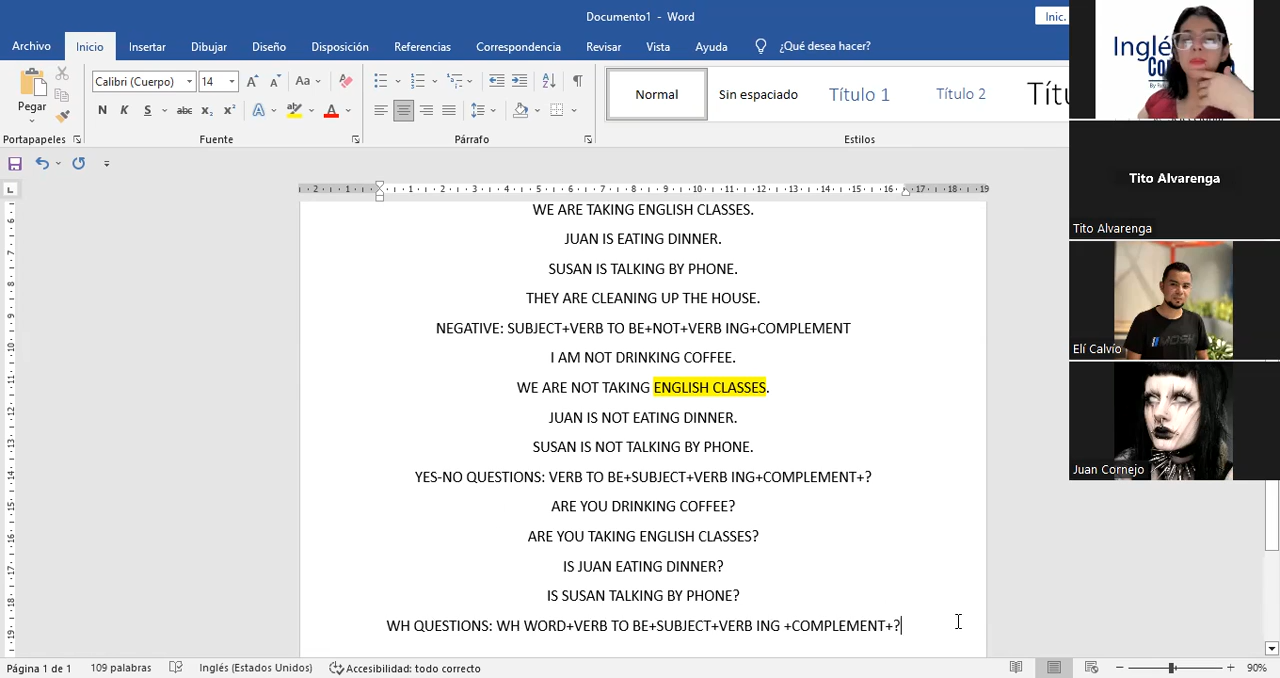 Documento1 - Word
Inic.
Archivo Inicio Insertar Dibujar Diseño Disposición Referencias Correspondencia Revisar Vista Ayuda ¿Qué desea hacer?
Pegar
Calibri (Cuerpo) 14
Normal
Sin espaciado
Título 1
Título 2
Portapapeles Fuente Párrafo Estilos
WE ARE TAKING ENGLISH CLASSES.
JUAN IS EATING DINNER.
SUSAN IS TALKING BY PHONE.
THEY ARE CLEANING UP THE HOUSE.
NEGATIVE: SUBJECT+VERB TO BE+NOT+VERB ING+COMPLEMENT
I AM NOT DRINKING COFFEE.
WE ARE NOT TAKING ENGLISH CLASSES.
JUAN IS NOT EATING DINNER.
SUSAN IS NOT TALKING BY PHONE.
YES-NO QUESTIONS: VERB TO BE+SUBJECT+VERB ING+COMPLEMENT+?
ARE YOU DRINKING COFFEE?
ARE YOU TAKING ENGLISH CLASSES?
IS JUAN EATING DINNER?
IS SUSAN TALKING BY PHONE?
WH QUESTIONS: WH WORD+VERB TO BE+SUBJECT+VERB ING +COMPLEMENT+?
Página 1 de 1 109 palabras Inglés (Estados Unidos) Accesibilidad: todo correcto 90%
Tito Alvarenga
Tito Alvarenga
Elí Calvío
Juan Cornejo